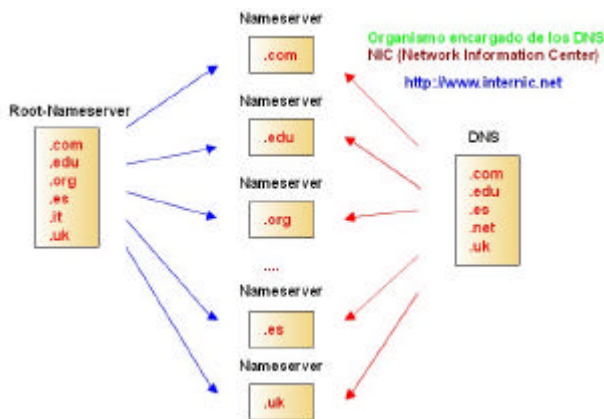 Nameserver
.com
Organismo encargado de los DNS
NIC (Network Information Center)
http://www.internic.net
Root-Nameserver
.com
.edu
.org
.es
.it
.uk
Nameserver
.edu
DNS
.com
.edu
.es
.net
.uk
Nameserver
.org
....
Nameserver
.es
Nameserver
.uk